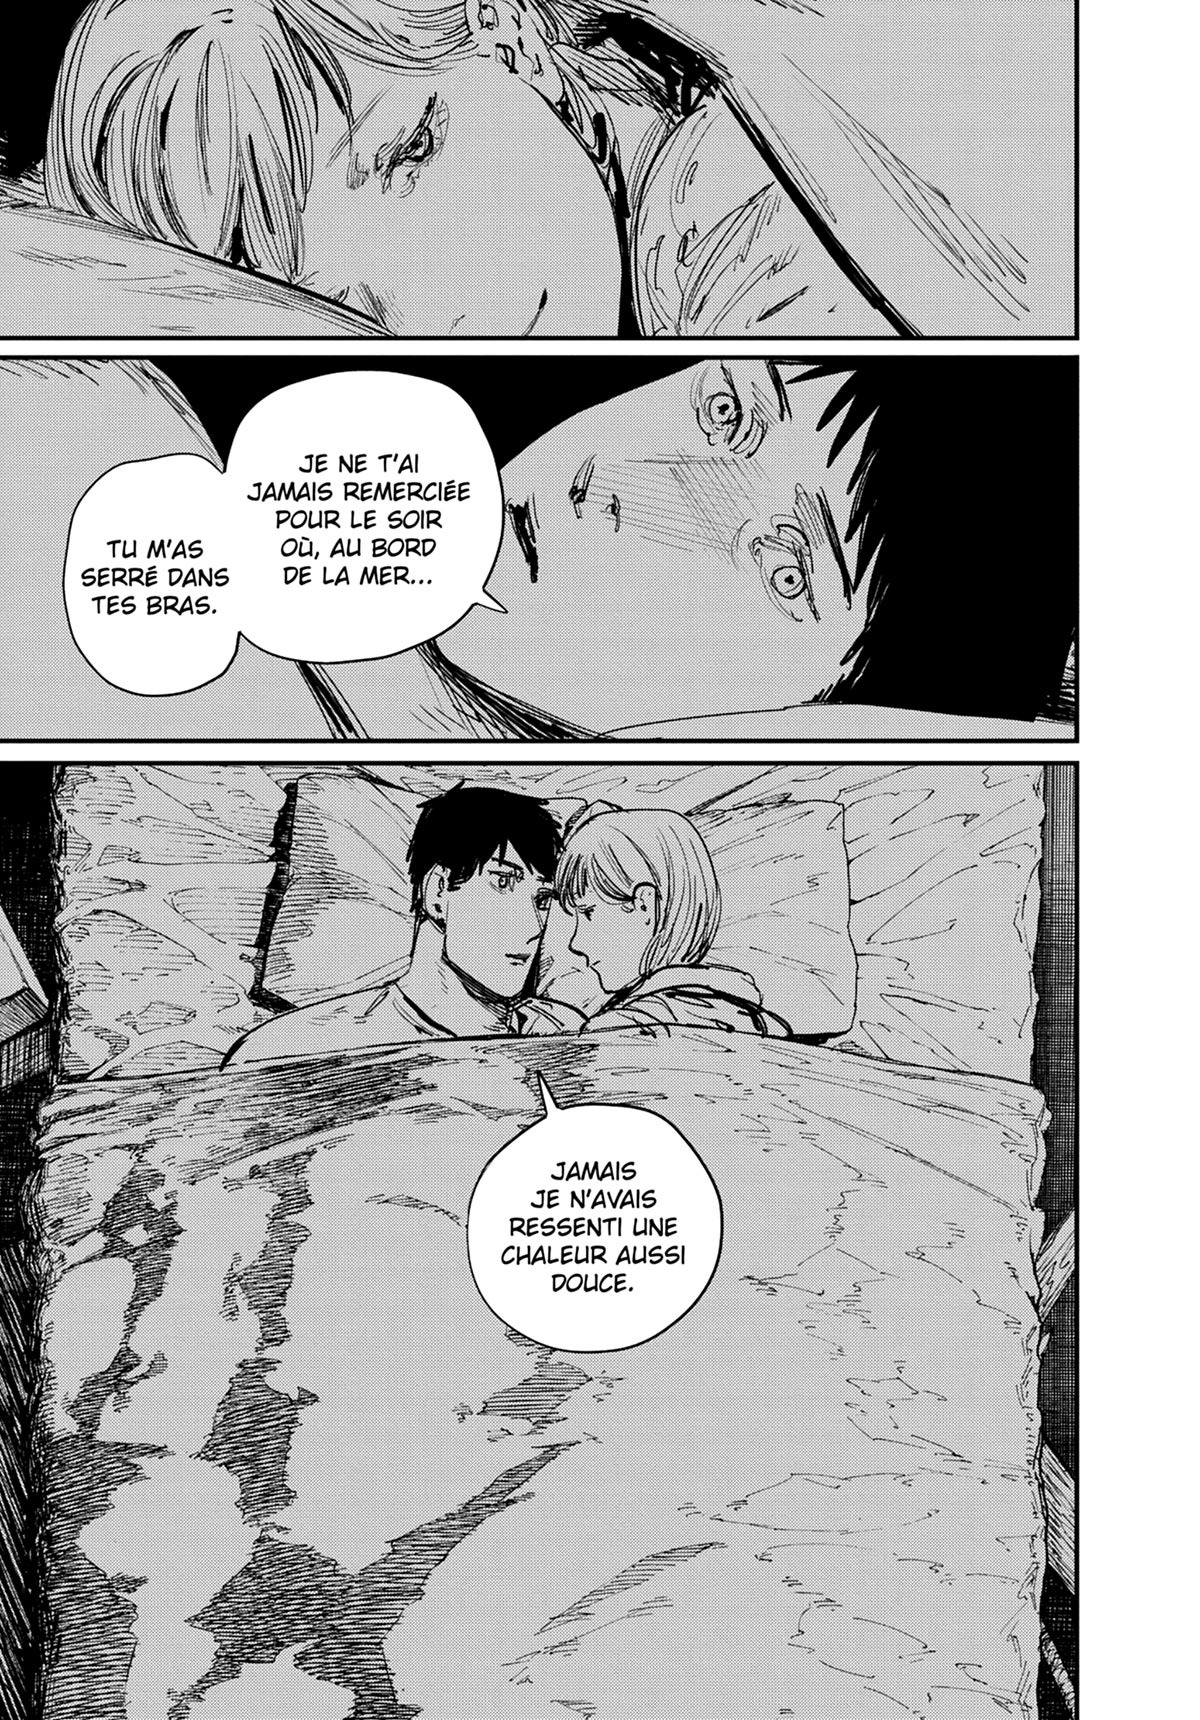 JE NE T'AI
JAMAIS REMERCIÉE
POUR LE SOIR
OÙ, AU BORD
DE LA MER...
TU M'AS
SERRÉ DANS
TES BRAS.
JAMAIS
JE N'AVAIS
RESSENTI UNE
CHALEUR AUSSI
DOUCE.